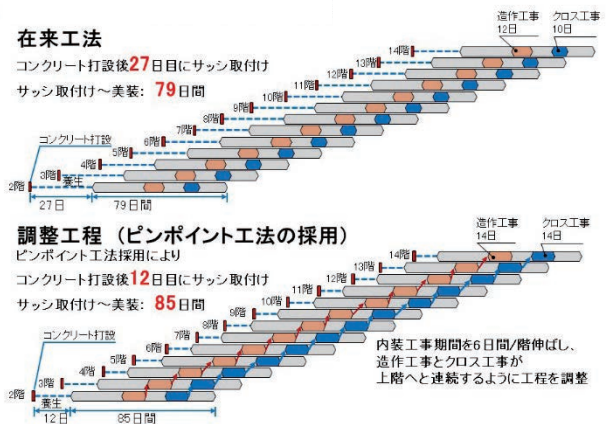 在来工法
コンクリート打設後27日目にサッシ取付け
サッシ取付け～美装: 79日間
造作工事
12日
クロス工事
10日
14階
13階
12階
11階
10階
9階
8階
7階
6階
5階
4階
3階
2階
コンクリート打設
養生
27日
79日間
調整工程（ピンポイント工法の採用）
ピンポイント工法採用により
コンクリート打設後12日目にサッシ取付け
サッシ取付け～美装: 85日間
造作工事
14日
クロス工事
14日
14階
13階
12階
11階
10階
9階
8階
7階
6階
5階
4階
3階
2階
コンクリート打設
養生
12日
85日間
内装工事期間を6日間/階伸ばし、
造作工事とクロス工事が
上階へと連続するように工程を調整